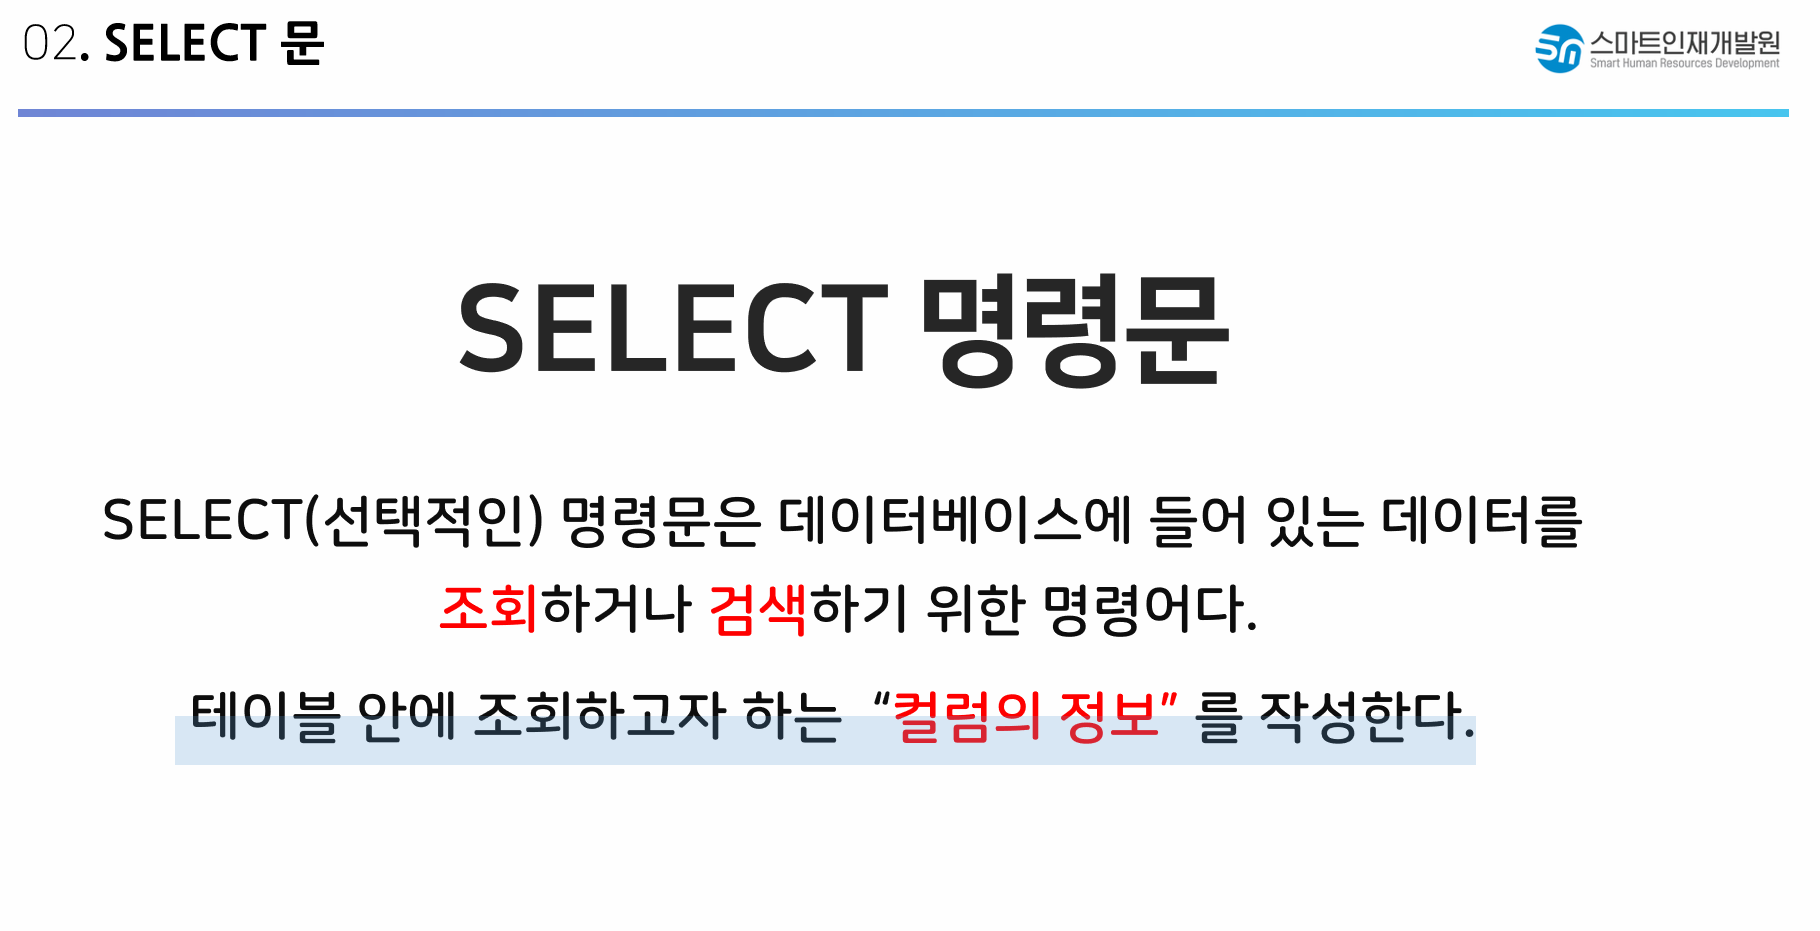 02. SELECT 문
스마트인재개발원
Smart Human Resources Development
SELECT 명령문
SELECT(선택적인) 명령문은 데이터베이스에 들어 있는 데이터를
조회하거나 검색하기 위한 명령어다.
테이블 안에 조회하고자 하는 “컬럼의 정보” 를 작성한다.